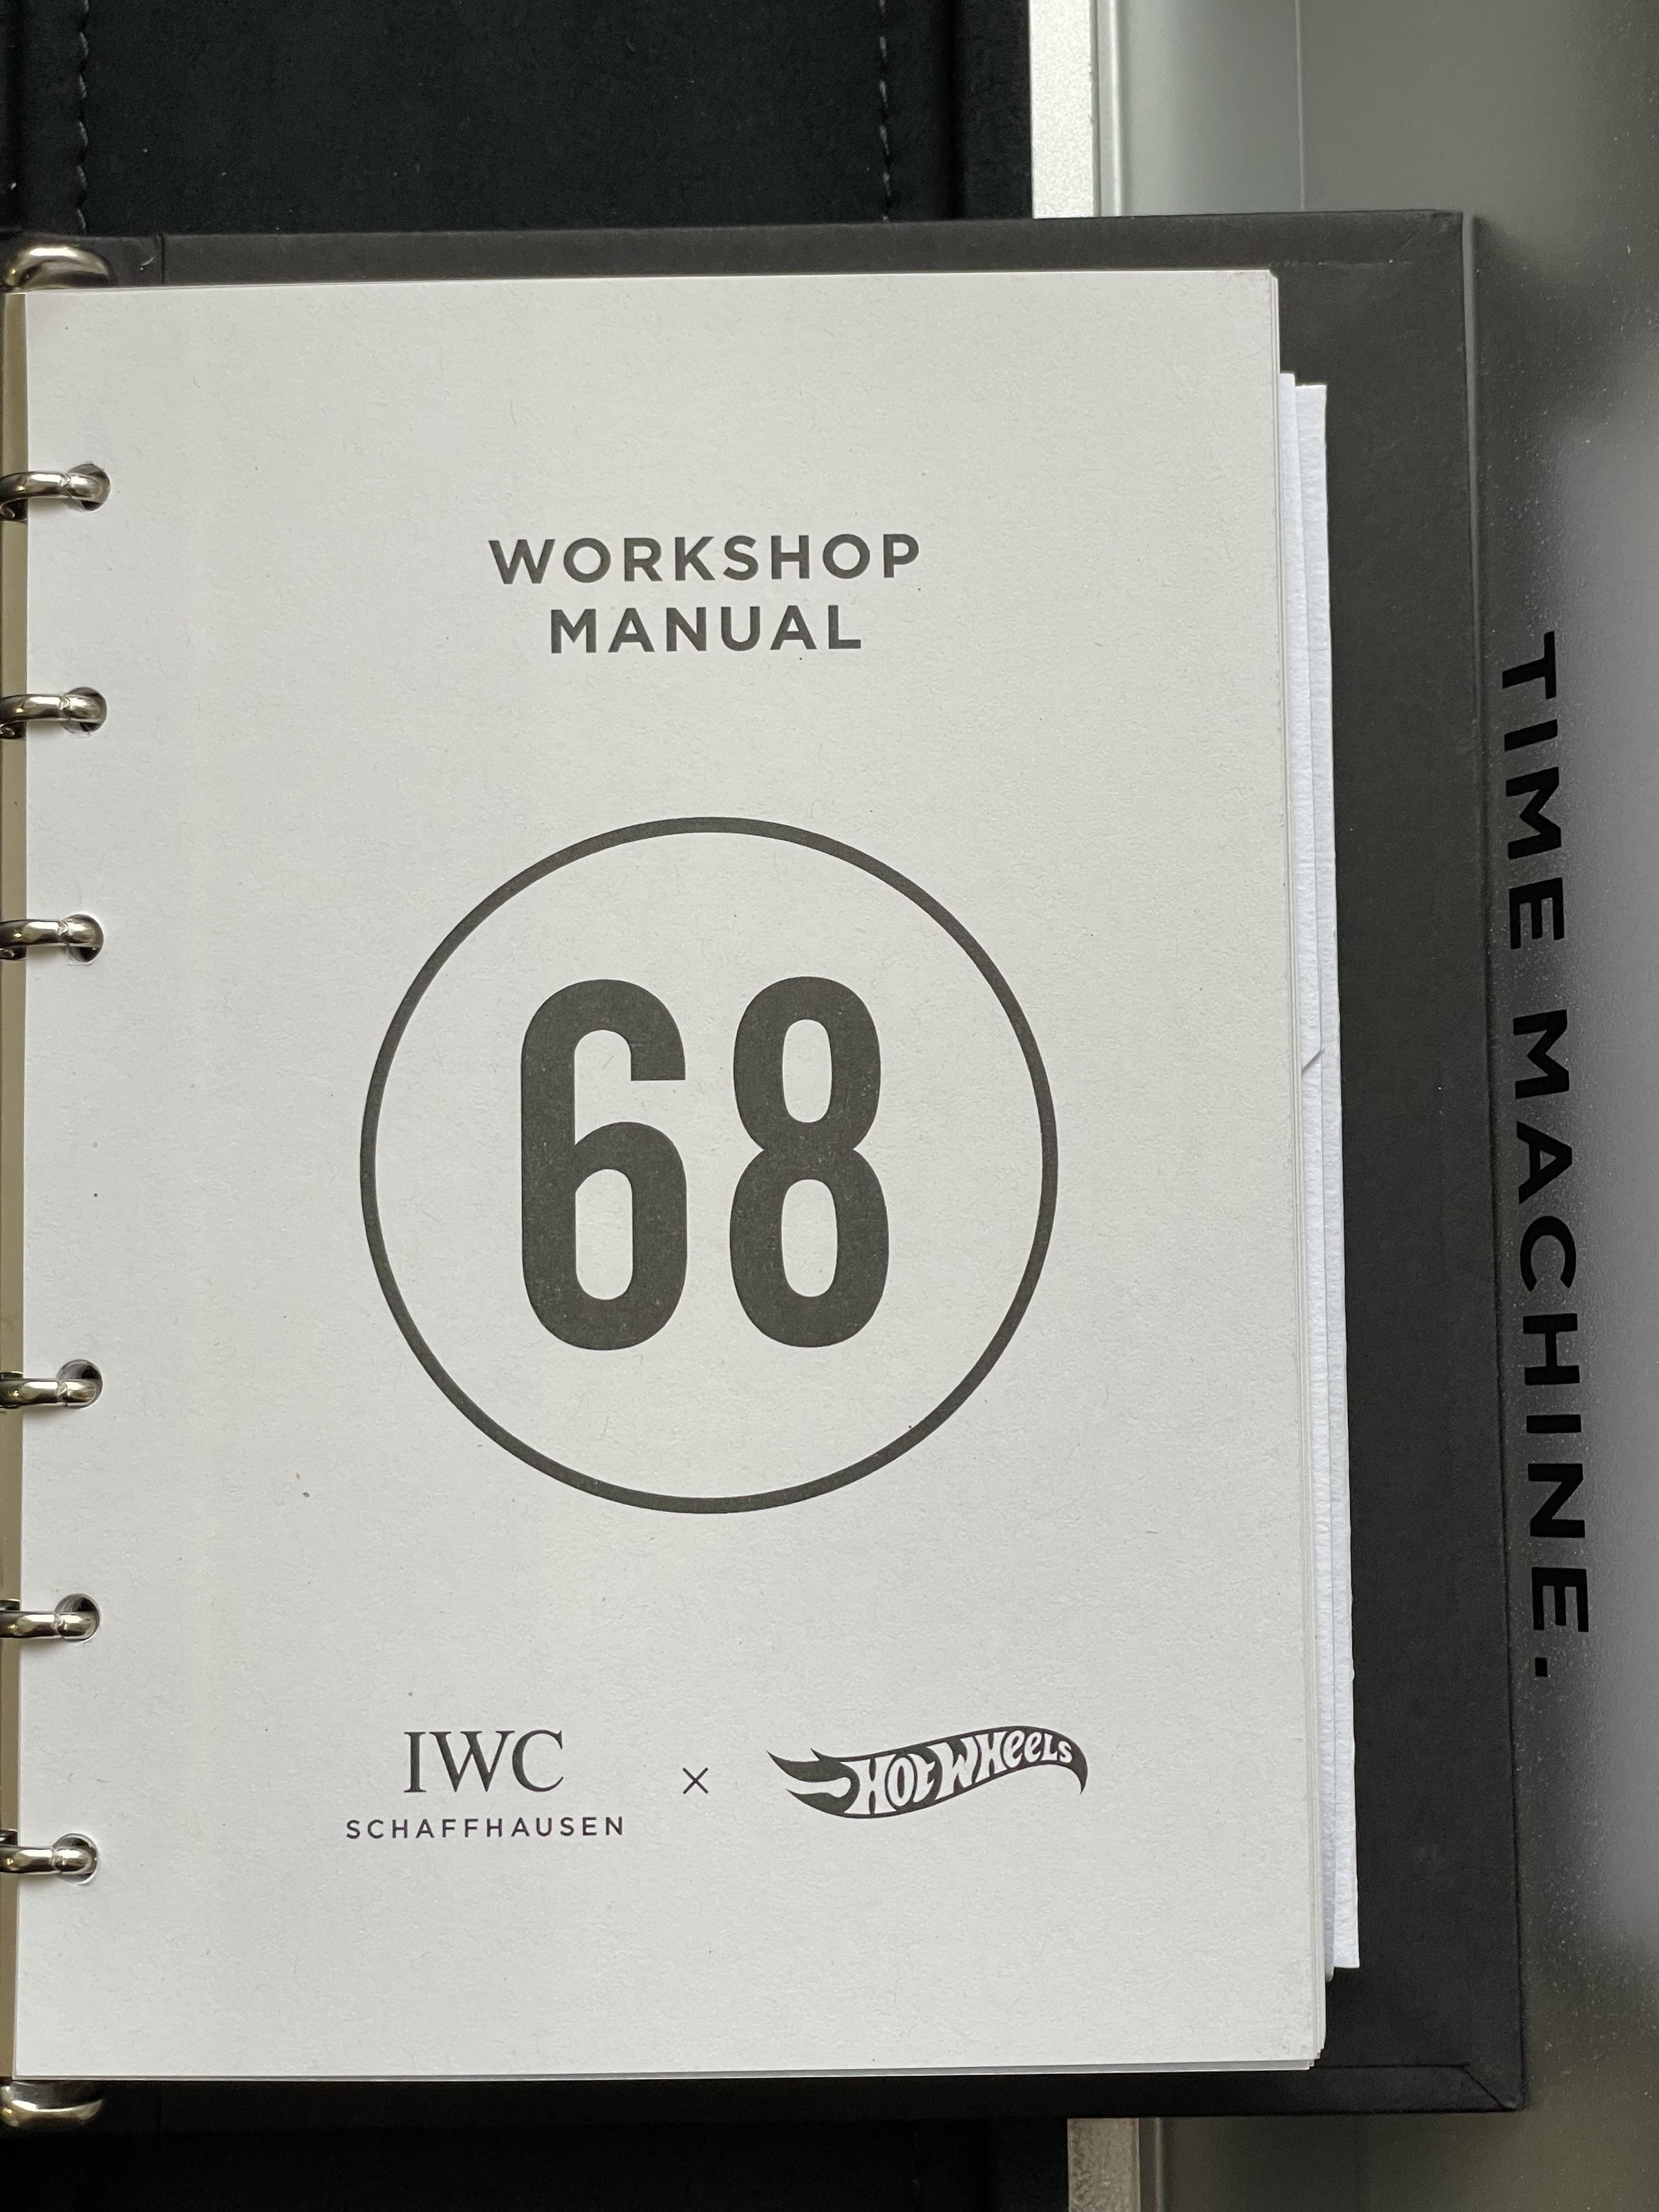 WORKSHOP
MANUAL
68
IWC
SCHAFFHAUSEN
×
HOT WHEELS
TIME MACHINE.